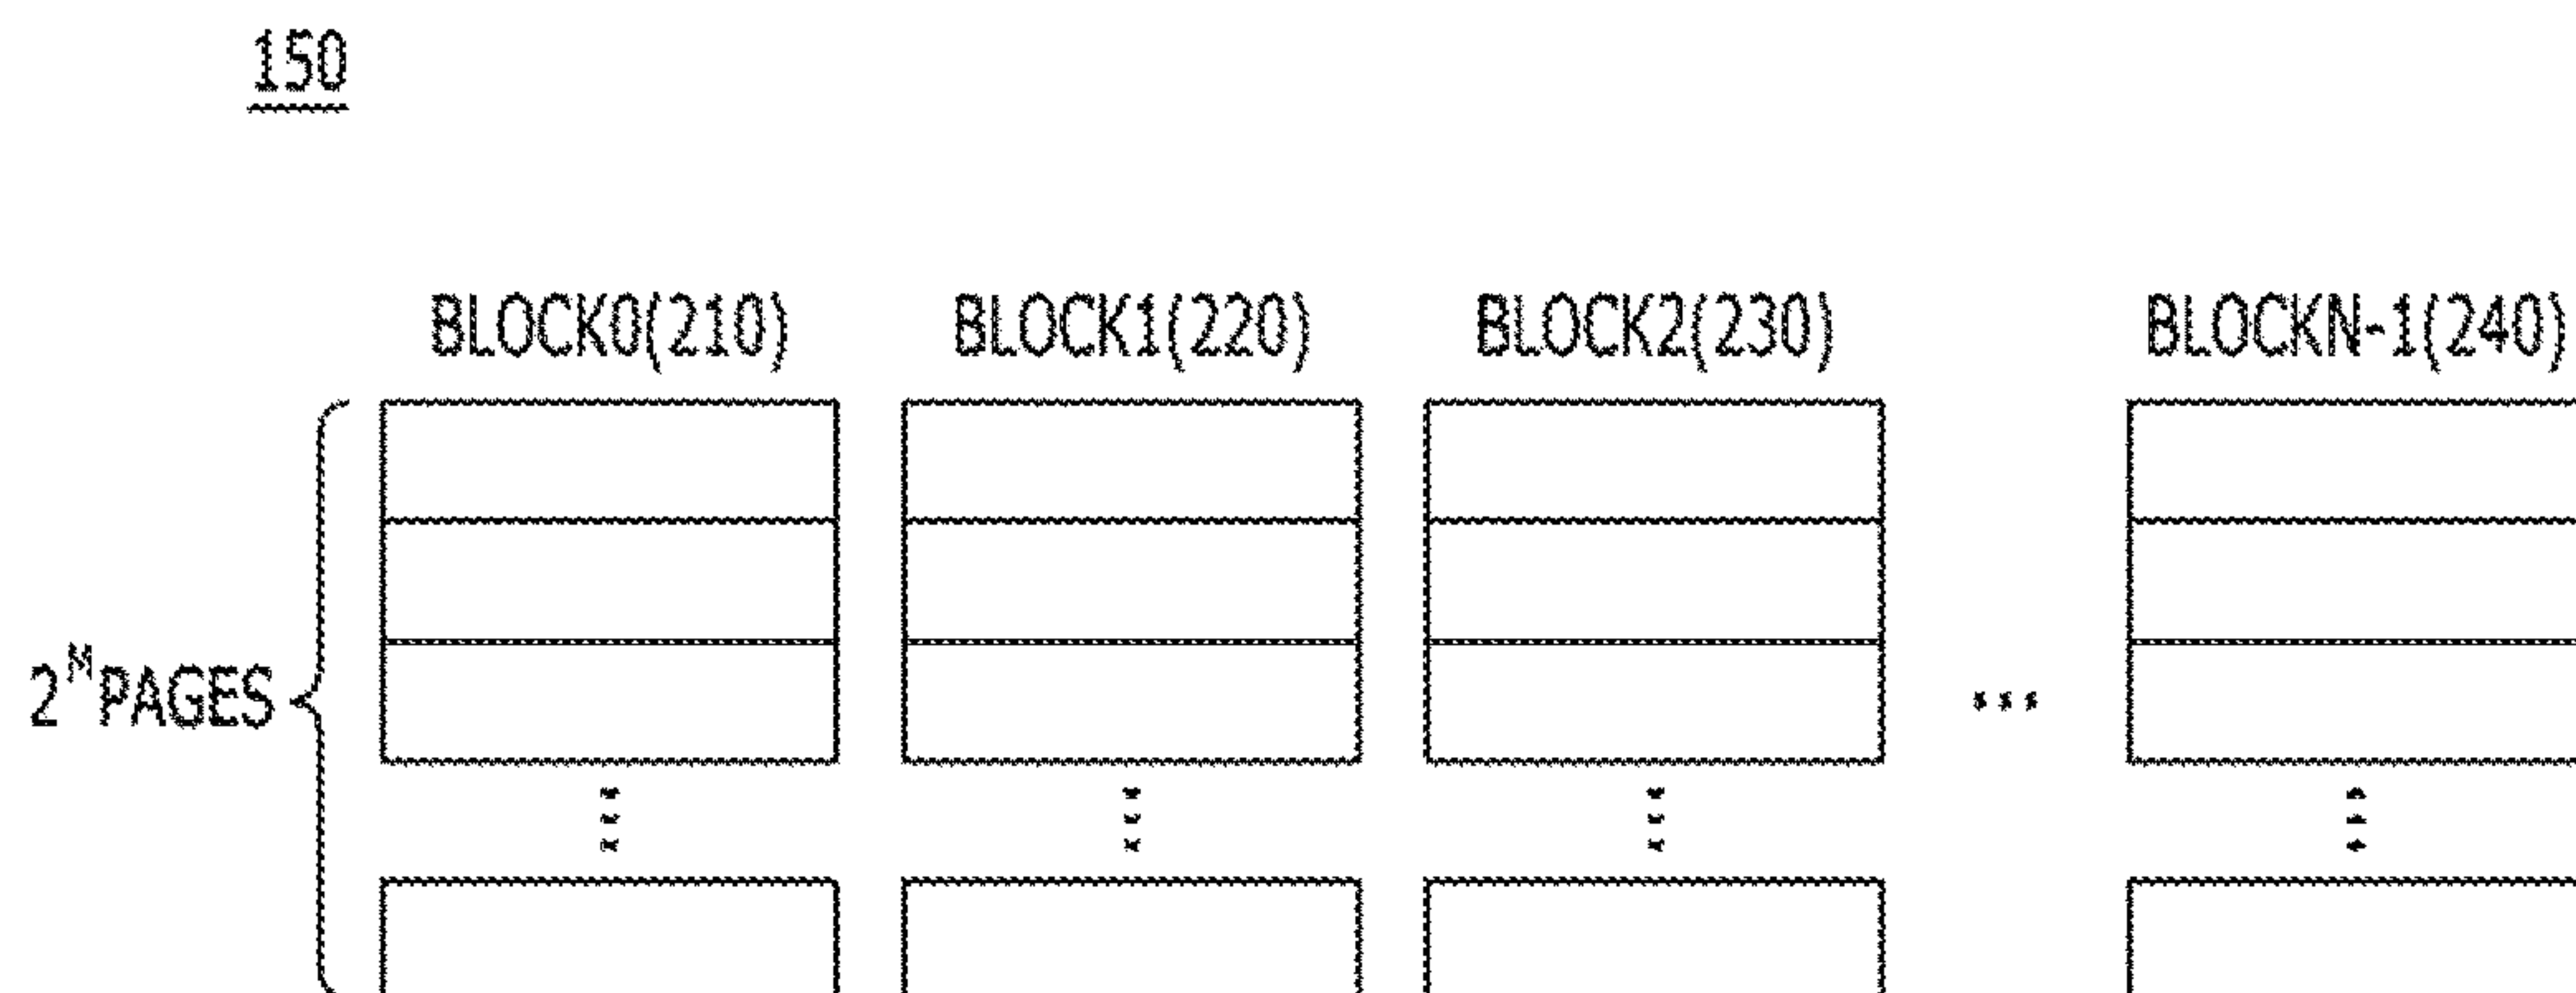 150
BLOCK0(210) BLOCK1(220) BLOCK2(230) BLOCKN-1(240)
2^M PAGES
...